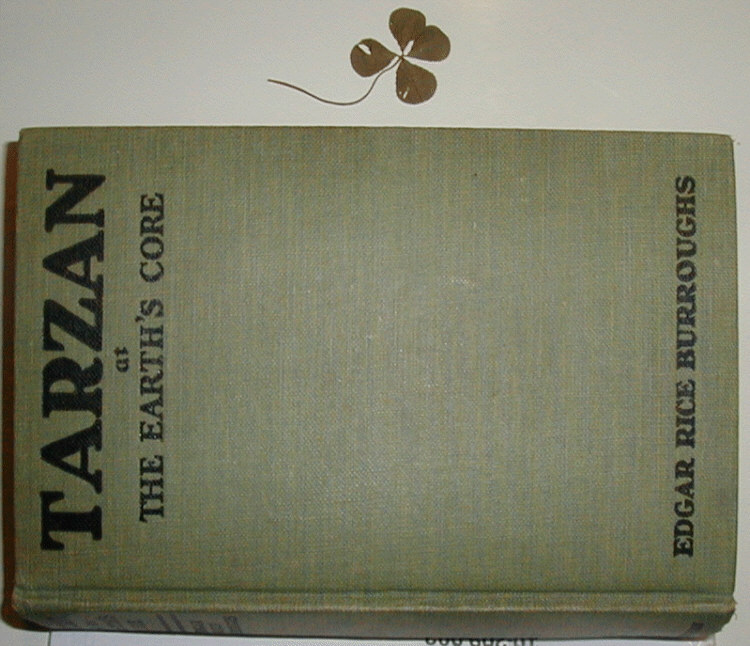 TARZAN
at
THE EARTH'S CORE
EDGAR RICE BURROUGHS